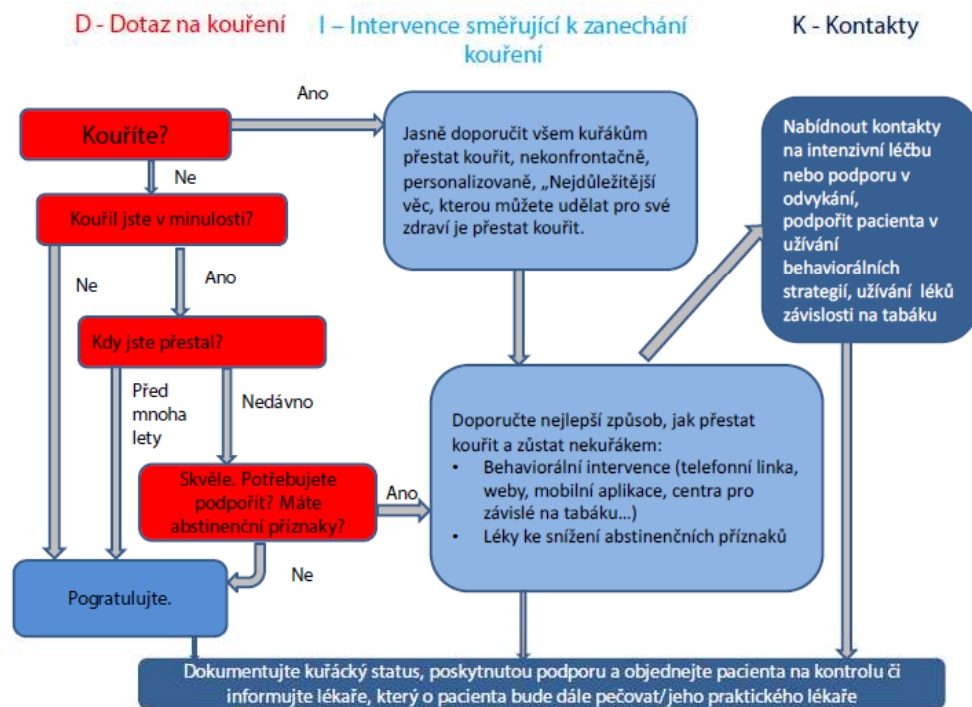 D - Dotaz na kouření
I – Intervence směřující k zanechání
kouření
K - Kontakty
Kouříte?
Ano
Ne
Kouřil jste v minulosti?
Ne
Ano
Kdy jste přestal?
Před
mnoha
lety
Nedávno
Skvěle. Potřebujete
podpořit? Máte
abstinenční příznaky?
Ano
Ne
Pogratulujte.
Jasně doporučit všem kuřákům
přestat kouřit, nekonfrontačně,
personalizovaně, „Nejdůležitější
věc, kterou můžete udělat pro své
zdraví je přestat kouřit.
Doporučte nejlepší způsob, jak přestat
kouřit a zůstat nekuřákem:
• Behaviorální intervence (telefonní linka,
weby, mobilní aplikace, centra pro
závislé na tabáku...)
• Léky ke snížení abstinenčních příznaků
Nabídnout kontakty
na intenzivní léčbu
nebo podporu v
odvykání,
podpořit pacienta v
užívání
behaviorálních
strategií, užívání léků
závislosti na tabáku
Dokumentujte kuřácký status, poskytnutou podporu a objednejte pacienta na kontrolu či
informujte lékaře, který o pacienta bude dále pečovat/jeho praktického lékaře